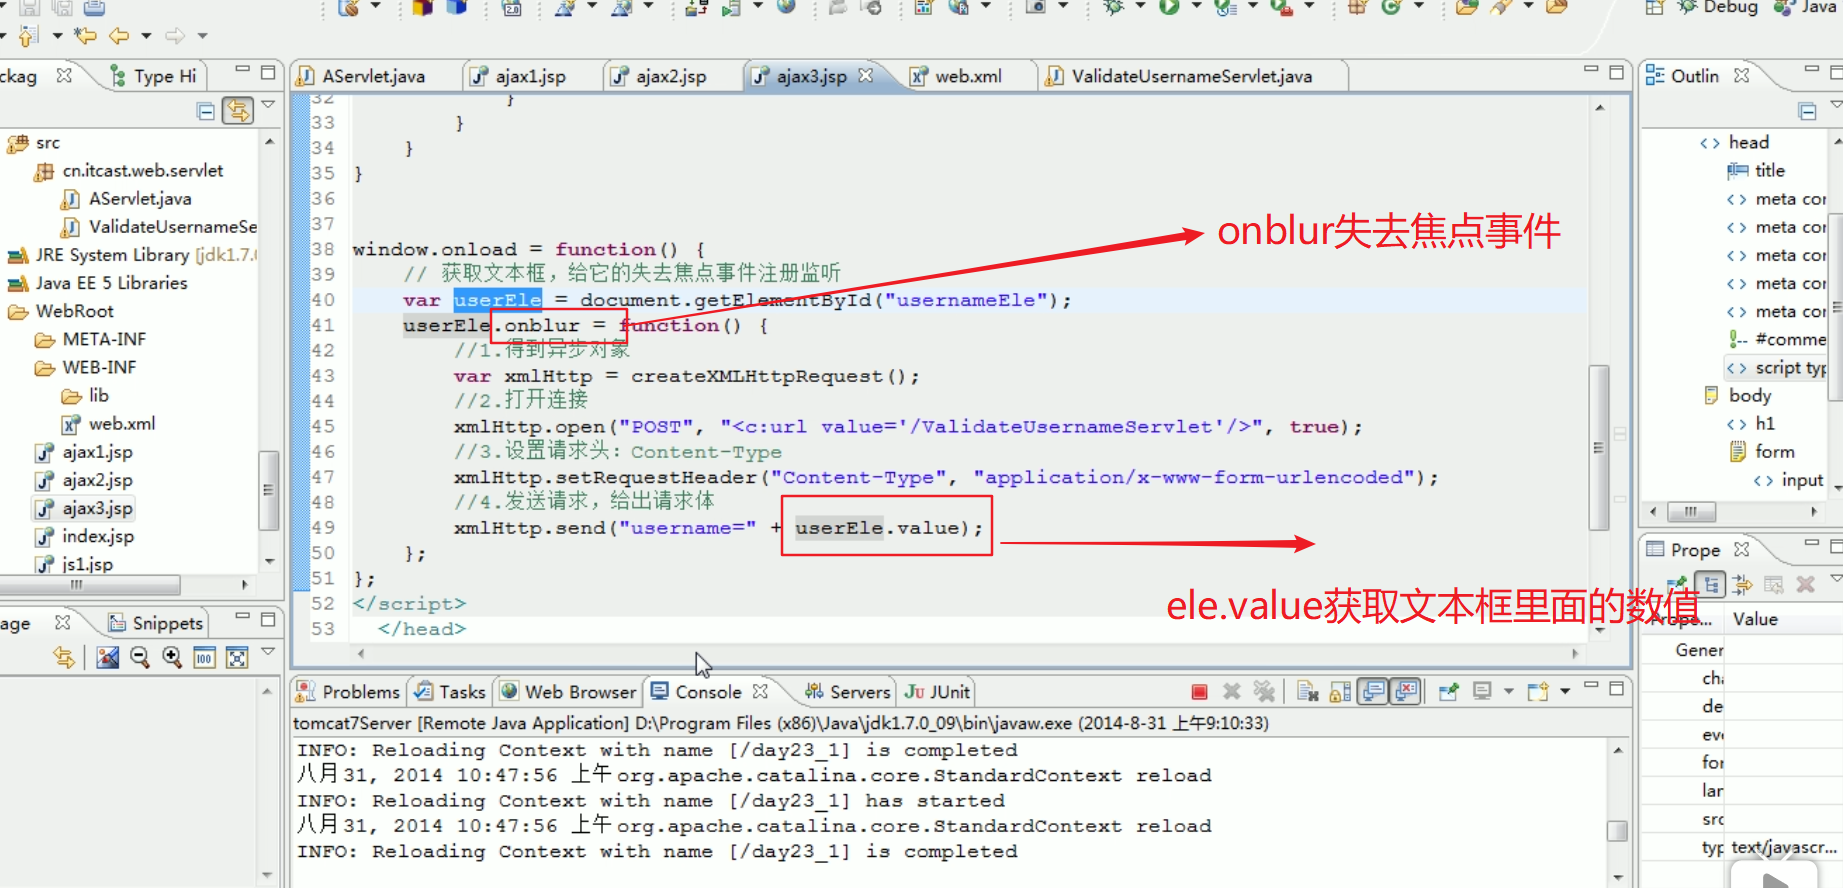 Debug
Java
ckag
Type Hi
AServlet.java
ajax1.jsp
ajax2.jsp
ajax3.jsp
web.xml
ValidateUsernameServlet.java
Outlin
src
cn.itcast.web.servlet
AServlet.java
ValidateUsernameSe
JRE System Library [jdk1.7.0
Java EE 5 Libraries
WebRoot
META-INF
WEB-INF
lib
web.xml
ajax1.jsp
ajax2.jsp
ajax3.jsp
index.jsp
js1.jsp
32 }
33 }
34 }
35 }
36
37
38 window.onload = function() {
39 // 获取文本框，给它的失去焦点事件注册监听
40 var userEle = document.getElementById("usernameEle");
41 userEle.onblur = function() {
42 //1.得到异步对象
43 var xmlHttp = createXMLHttpRequest();
44 //2.打开连接
45 xmlHttp.open("POST", "<c:url value='/ValidateUsernameServlet'/>", true);
46 //3.设置请求头：Content-Type
47 xmlHttp.setRequestHeader("Content-Type", "application/x-www-form-urlencoded");
48 //4.发送请求，给出请求体
49 xmlHttp.send("username=" + userEle.value);
50 };
51 };
52 </script>
53 </head>
onblur失去焦点事件
ele.value获取文本框里面的数值
head
title
meta cor
meta cor
meta cor
meta cor
meta cor
#comme
script typ
body
h1
form
input
Prope
Prope...
Value
Gener
cha
de
eve
for
lar
src
typ text/javascr...
age
Snippets
Problems
Tasks
Web Browser
Console
Servers
JUnit
tomcat7Server [Remote Java Application] D:\Program Files (x86)\Java\jdk1.7.0_09\bin\javaw.exe (2014-8-31 上午9:10:33)
INFO: Reloading Context with name [/day23_1] is completed
八月 31, 2014 10:47:56 上午 org.apache.catalina.core.StandardContext reload
INFO: Reloading Context with name [/day23_1] has started
八月 31, 2014 10:47:56 上午 org.apache.catalina.core.StandardContext reload
INFO: Reloading Context with name [/day23_1] is completed